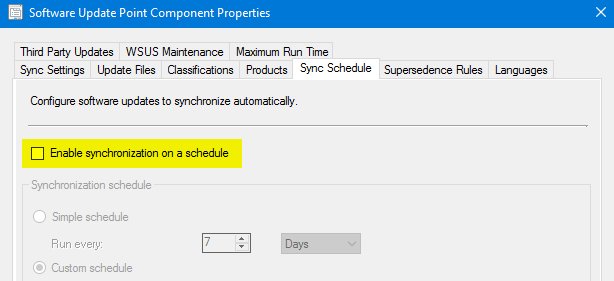 Software Update Point Component Properties
Third Party Updates WSUS Maintenance Maximum Run Time
Sync Settings Update Files Classifications Products Sync Schedule Supersedence Rules Languages
Configure software updates to synchronize automatically.
Enable synchronization on a schedule
Synchronization schedule
Simple schedule
Run every: 7 Days
Custom schedule